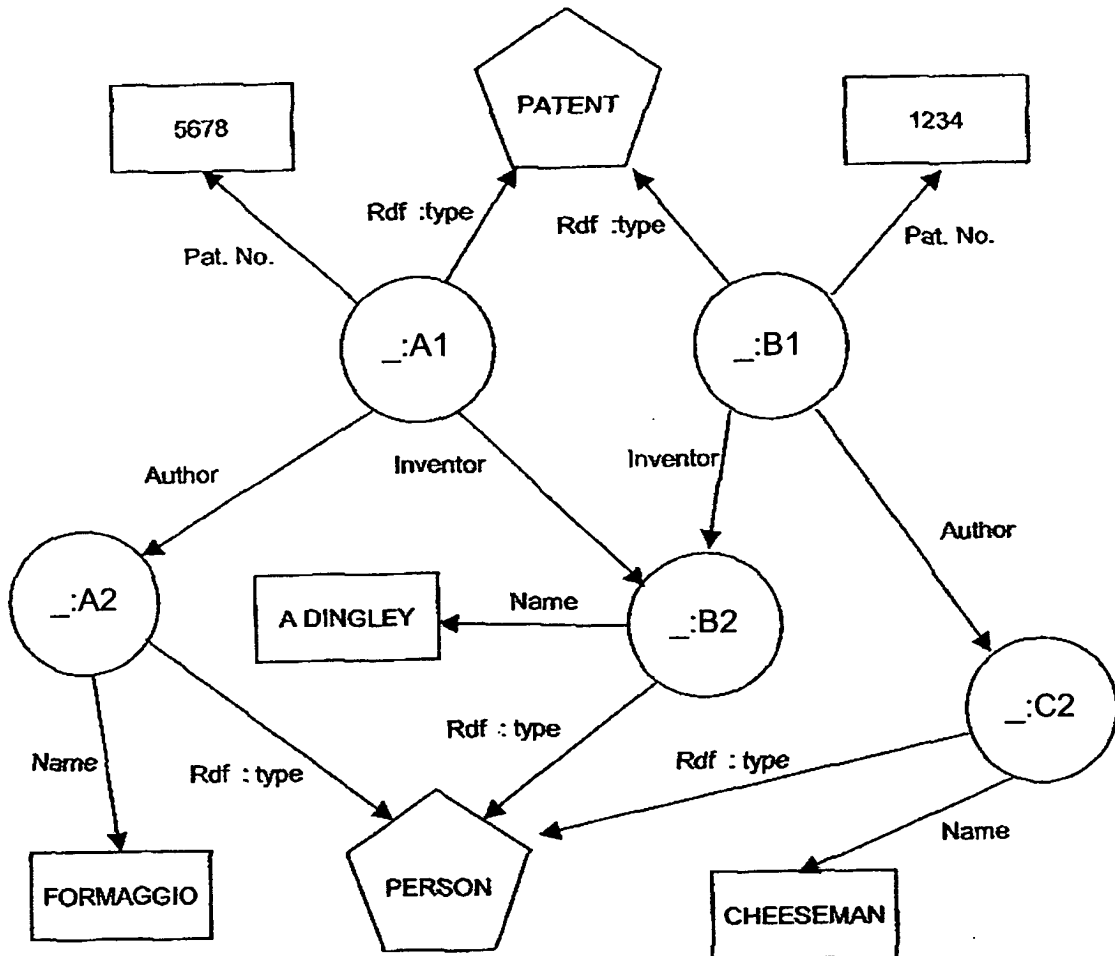 PATENT
5678
1234
Rdf :type
Rdf :type
Pat. No.
Pat. No.
_:A1
_:B1
Author
Inventor
Inventor
Author
_:A2
A DINGLEY
Name
_:B2
_:C2
Name
Rdf : type
Rdf : type
Rdf : type
Name
FORMAGGIO
PERSON
CHEESEMAN